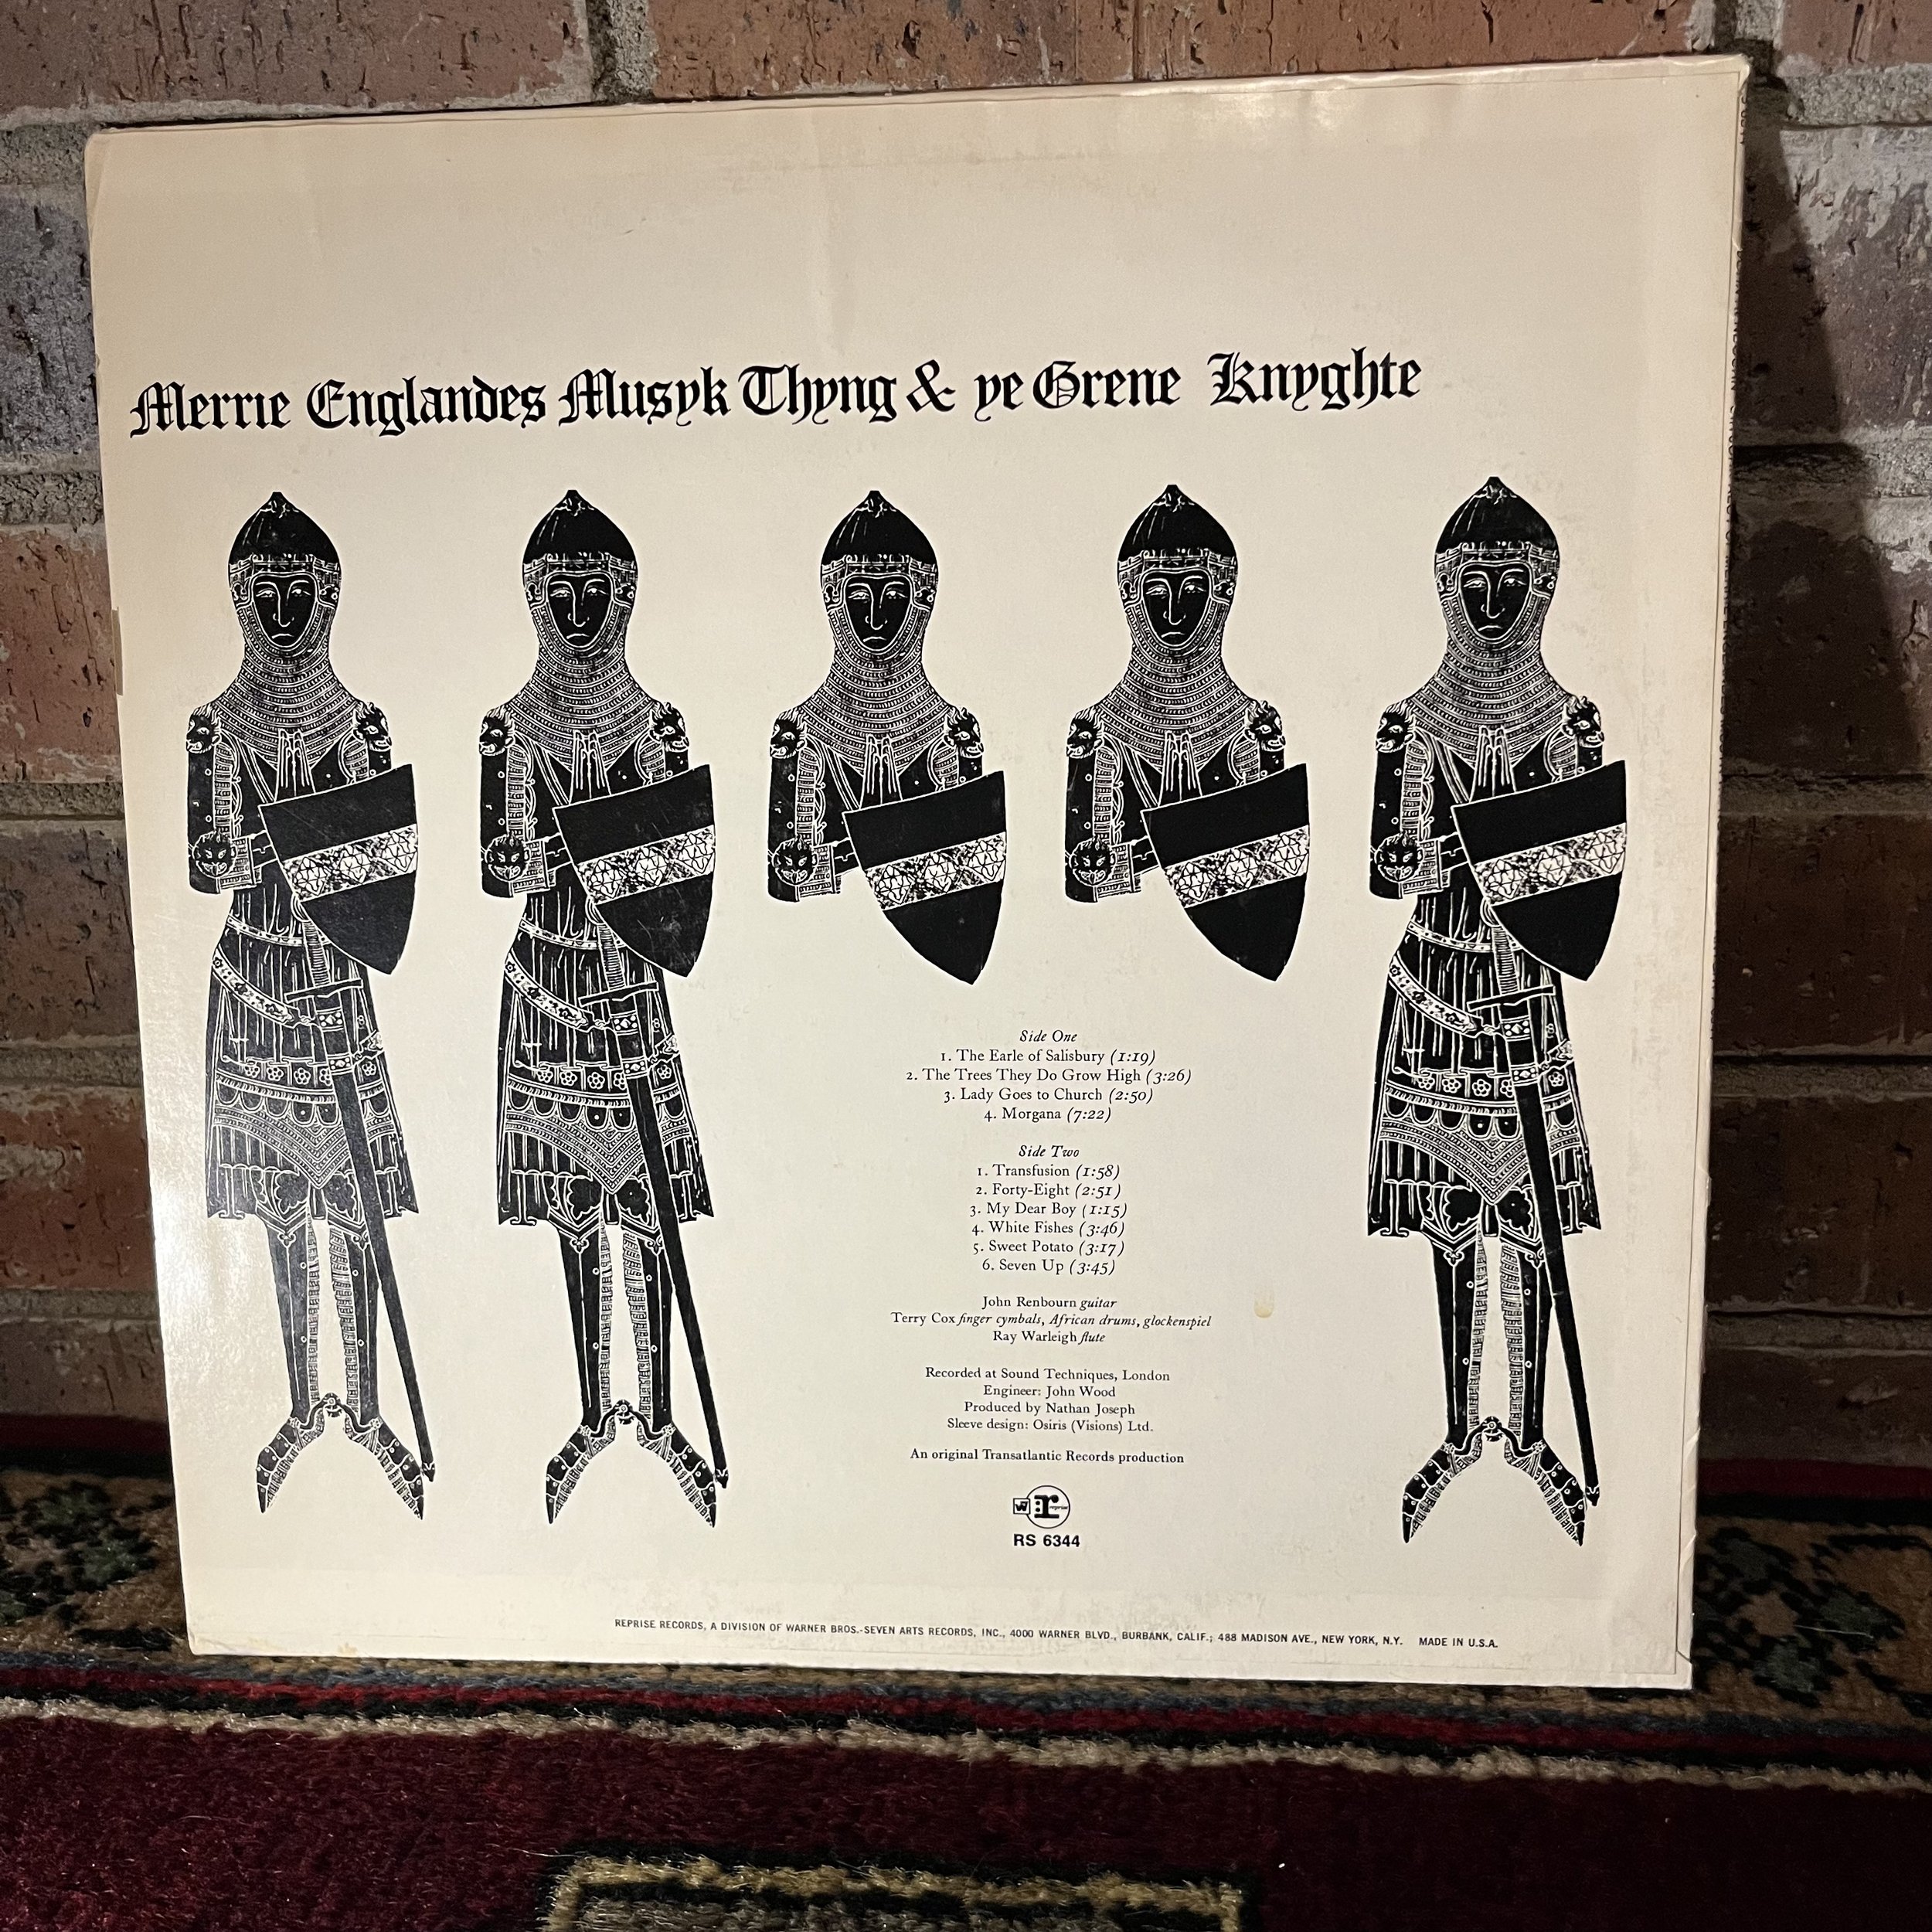 Merrie Englandes Musyk Thyng & ye Grene Knyghte
Side One
1. The Earle of Salisbury (1:19)
2. The Trees They Do Grow High (3:26)
3. Lady Goes to Church (2:50)
4. Morgana (7:22)
Side Two
1. Transfusion (1:58)
2. Forty-Eight (2:51)
3. My Dear Boy (1:15)
4. White Fishes (3:46)
5. Sweet Potato (3:17)
6. Seven Up (3:45)
John Renbourn guitar
Terry Cox finger cymbals, African drums, glockenspiel
Ray Warleigh flute
Recorded at Sound Techniques, London
Engineer: John Wood
Produced by Nathan Joseph
Sleeve design: Osiris (Visions) Ltd.
An original Transatlantic Records production
W r: reprise
RS 6344
REPRISE RECORDS, A DIVISION OF WARNER BROS.-SEVEN ARTS RECORDS, INC., 4000 WARNER BLVD., BURBANK, CALIF.; 488 MADISON AVE., NEW YORK, N.Y. MADE IN U.S.A.